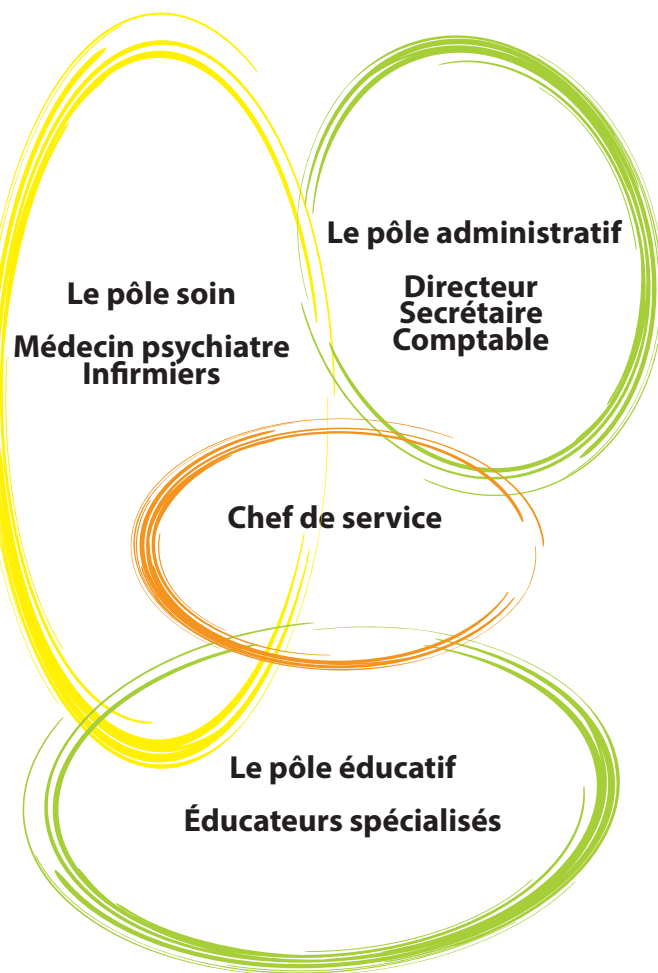 Le pôle administratif
Directeur
Secrétaire
Comptable
Le pôle soin
Médecin psychiatre
Infirmiers
Chef de service
Le pôle éducatif
Éducateurs spécialisés